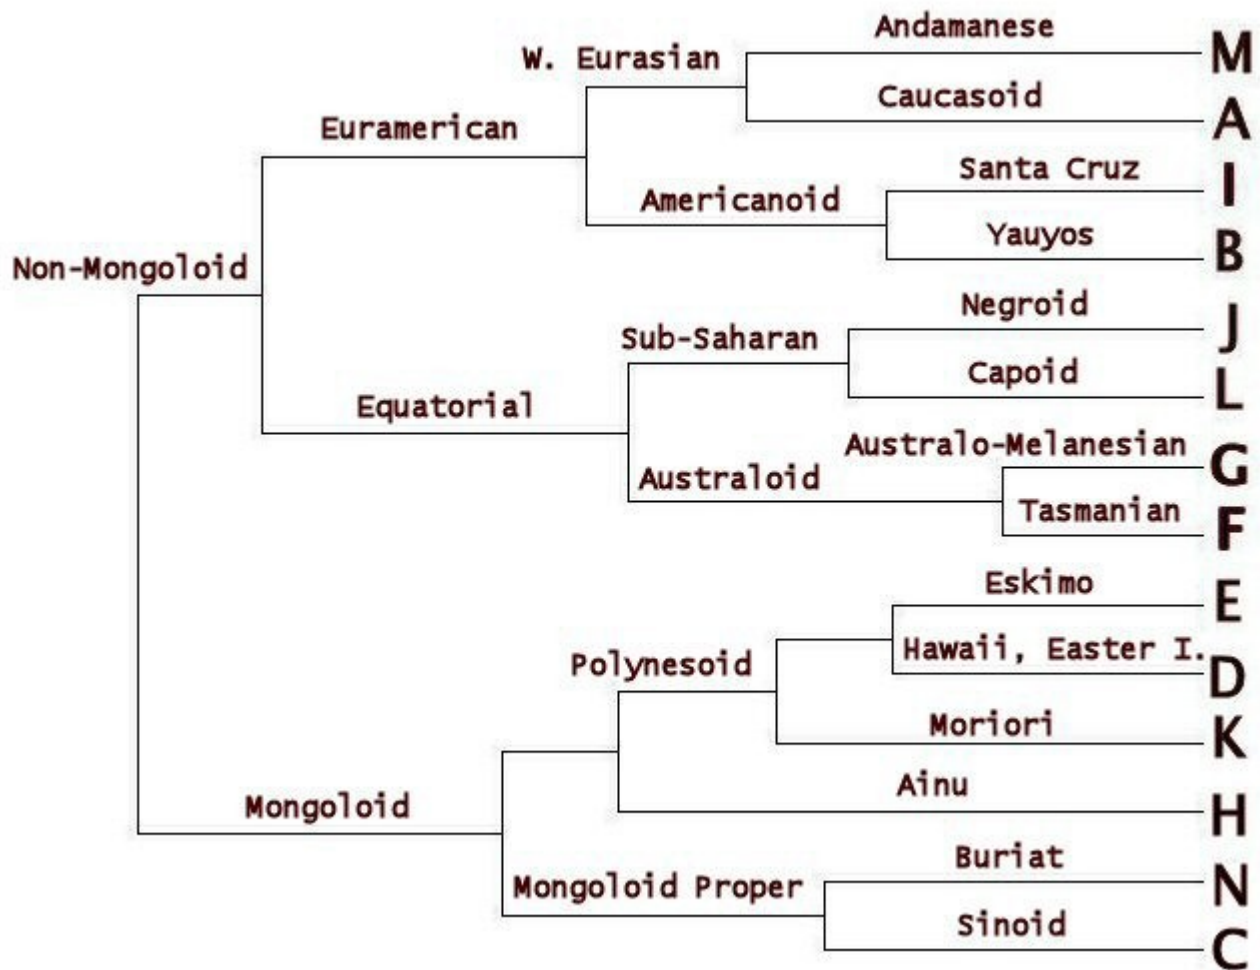 Andamanese
M
W. Eurasian
Caucasoid
A
Euramerican
Santa Cruz
I
Americanoid
Yauyos
B
Non-Mongoloid
Negroid
J
Sub-Saharan
Capoid
L
Equatorial
Australo-Melanesian
G
Australoid
Tasmanian
F
Eskimo
E
Hawaii, Easter I.
D
Polynesoid
Moriori
K
Ainu
H
Mongoloid
Buriat
N
Mongoloid Proper
Sinoid
C